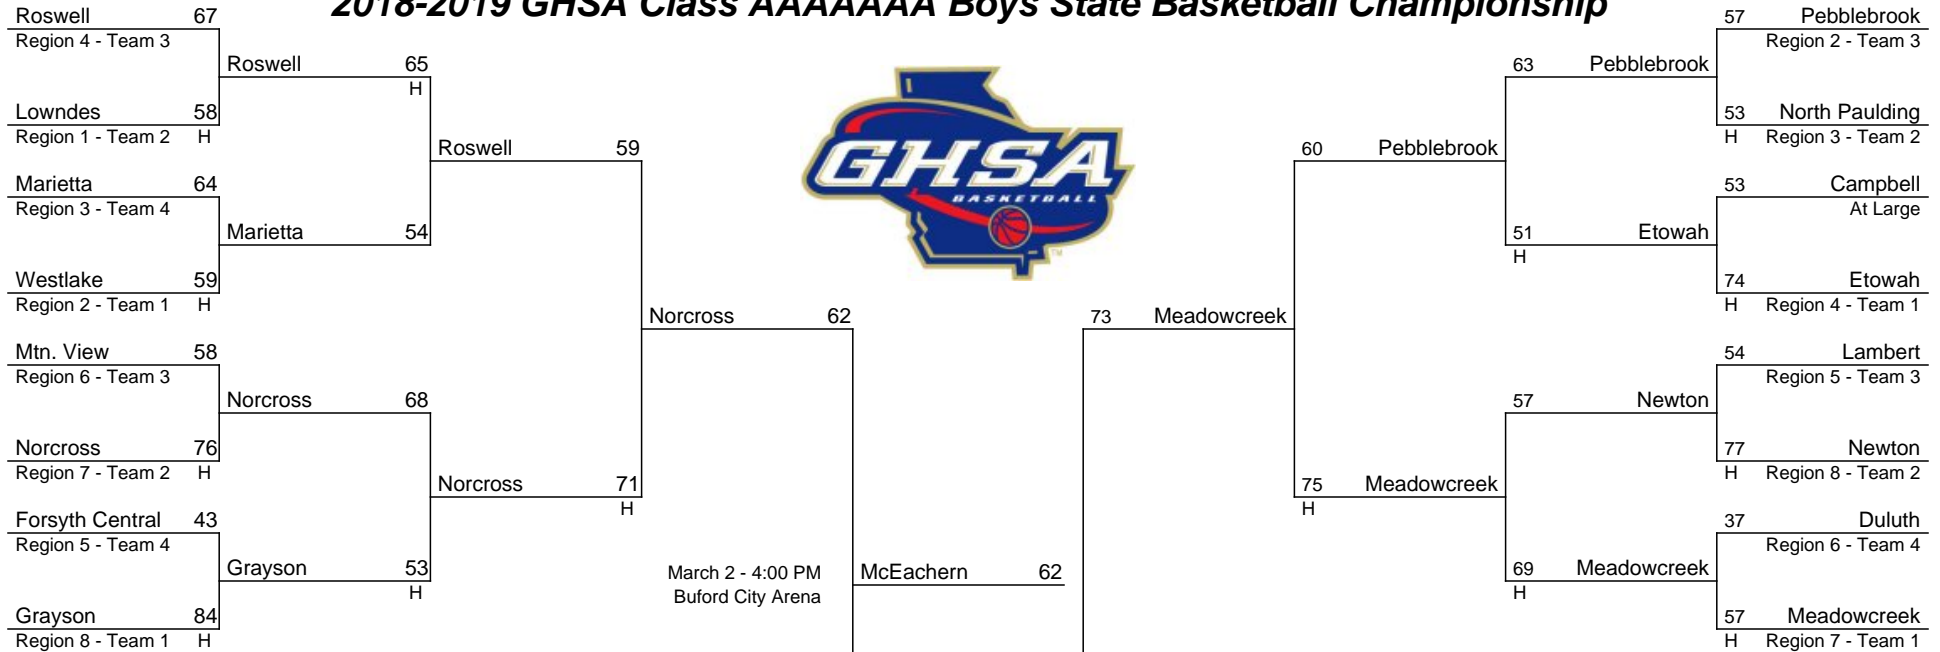 2018-2019 GHSA Class AAAAAAA Boys State Basketball Championship
Roswell 67
Region 4 - Team 3
Roswell 65
H
Lowndes 58
Region 1 - Team 2 H
Roswell 59
Marietta 64
Region 3 - Team 4
Marietta 54
Westlake 59
Region 2 - Team 1 H
Norcross 62
Mtn. View 58
Region 6 - Team 3
Norcross 68
Norcross 76
Region 7 - Team 2 H
Norcross 71
H
Forsyth Central 43
Region 5 - Team 4
Grayson 53
H
Grayson 84
Region 8 - Team 1 H
GHSA
BASKETBALL
TM
March 2 - 4:00 PM
Buford City Arena
McEachern 62
57 Pebblebrook
Region 2 - Team 3
63 Pebblebrook
53 North Paulding
H Region 3 - Team 2
60 Pebblebrook
53 Campbell
At Large
51 Etowah
H
74 Etowah
H Region 4 - Team 1
73 Meadowcreek
54 Lambert
Region 5 - Team 3
57 Newton
77 Newton
H Region 8 - Team 2
75 Meadowcreek
H
37 Duluth
Region 6 - Team 4
69 Meadowcreek
H
57 Meadowcreek
H Region 7 - Team 1